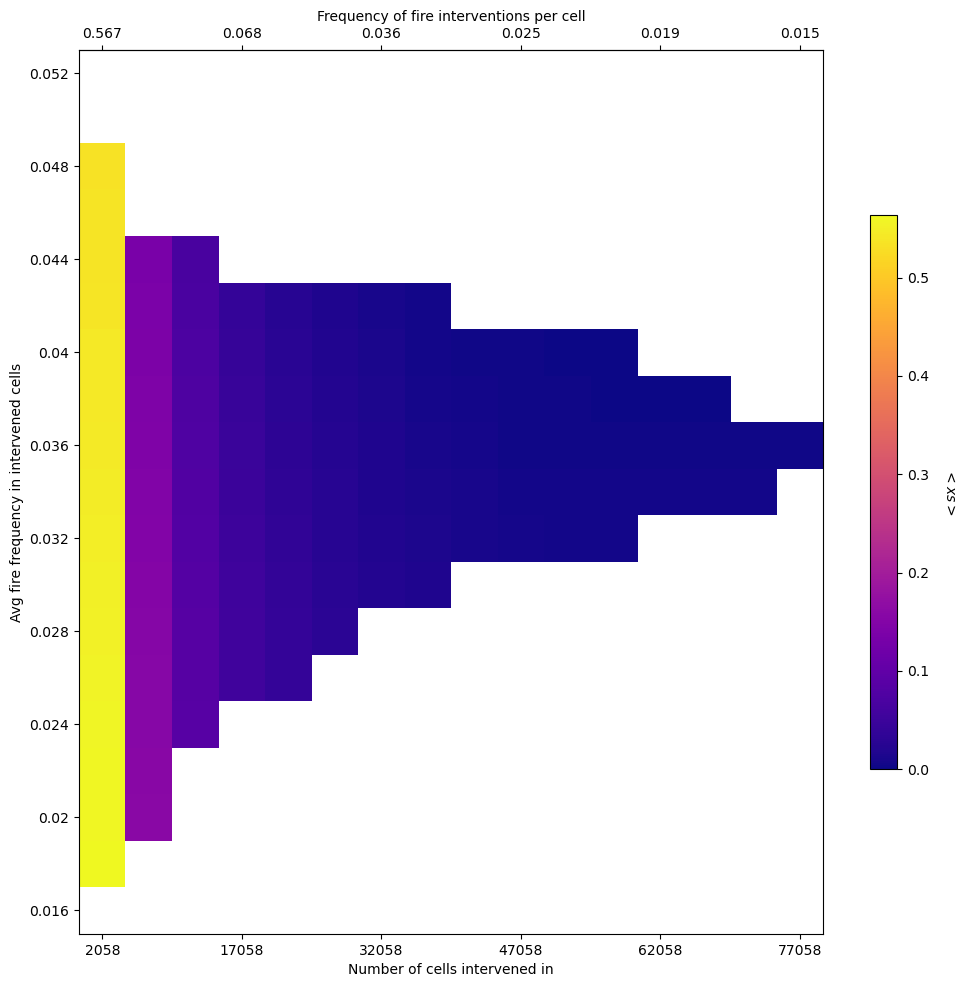 Frequency of fire interventions per cell
0.567 0.068 0.036 0.025 0.019 0.015
0.052
0.048
0.044
0.04
0.036
0.032
0.028
0.024
0.02
0.016
Avg fire frequency in intervened cells
2058 17058 32058 47058 62058 77058
Number of cells intervened in
0.5
0.4
0.3
0.2
0.1
0.0
< sx >